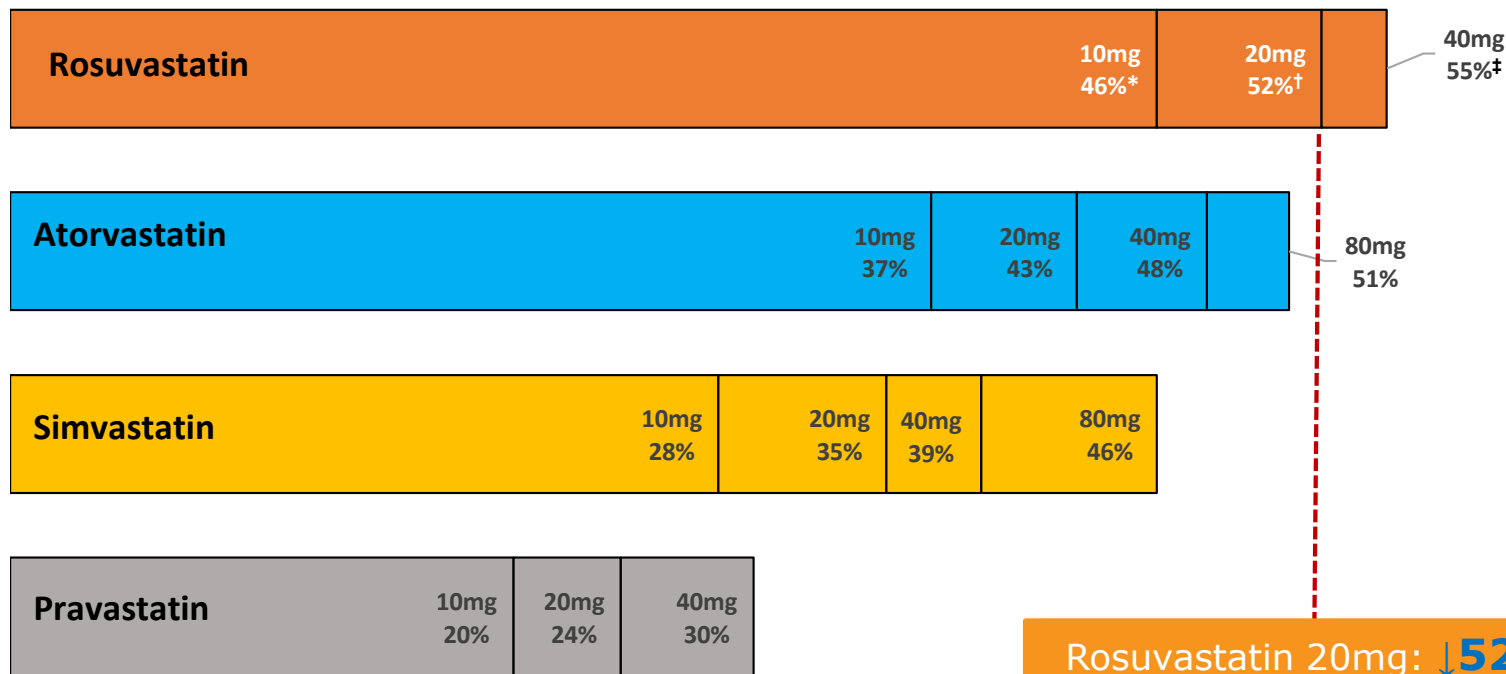 Rosuvastatin
10mg
46%*
20mg
52%†
40mg
55%‡
Atorvastatin
10mg
37%
20mg
43%
40mg
48%
80mg
51%
Simvastatin
10mg
28%
20mg
35%
40mg
39%
80mg
46%
Pravastatin
10mg
20%
20mg
24%
40mg
30%
Rosuvastatin 20mg: ↓52